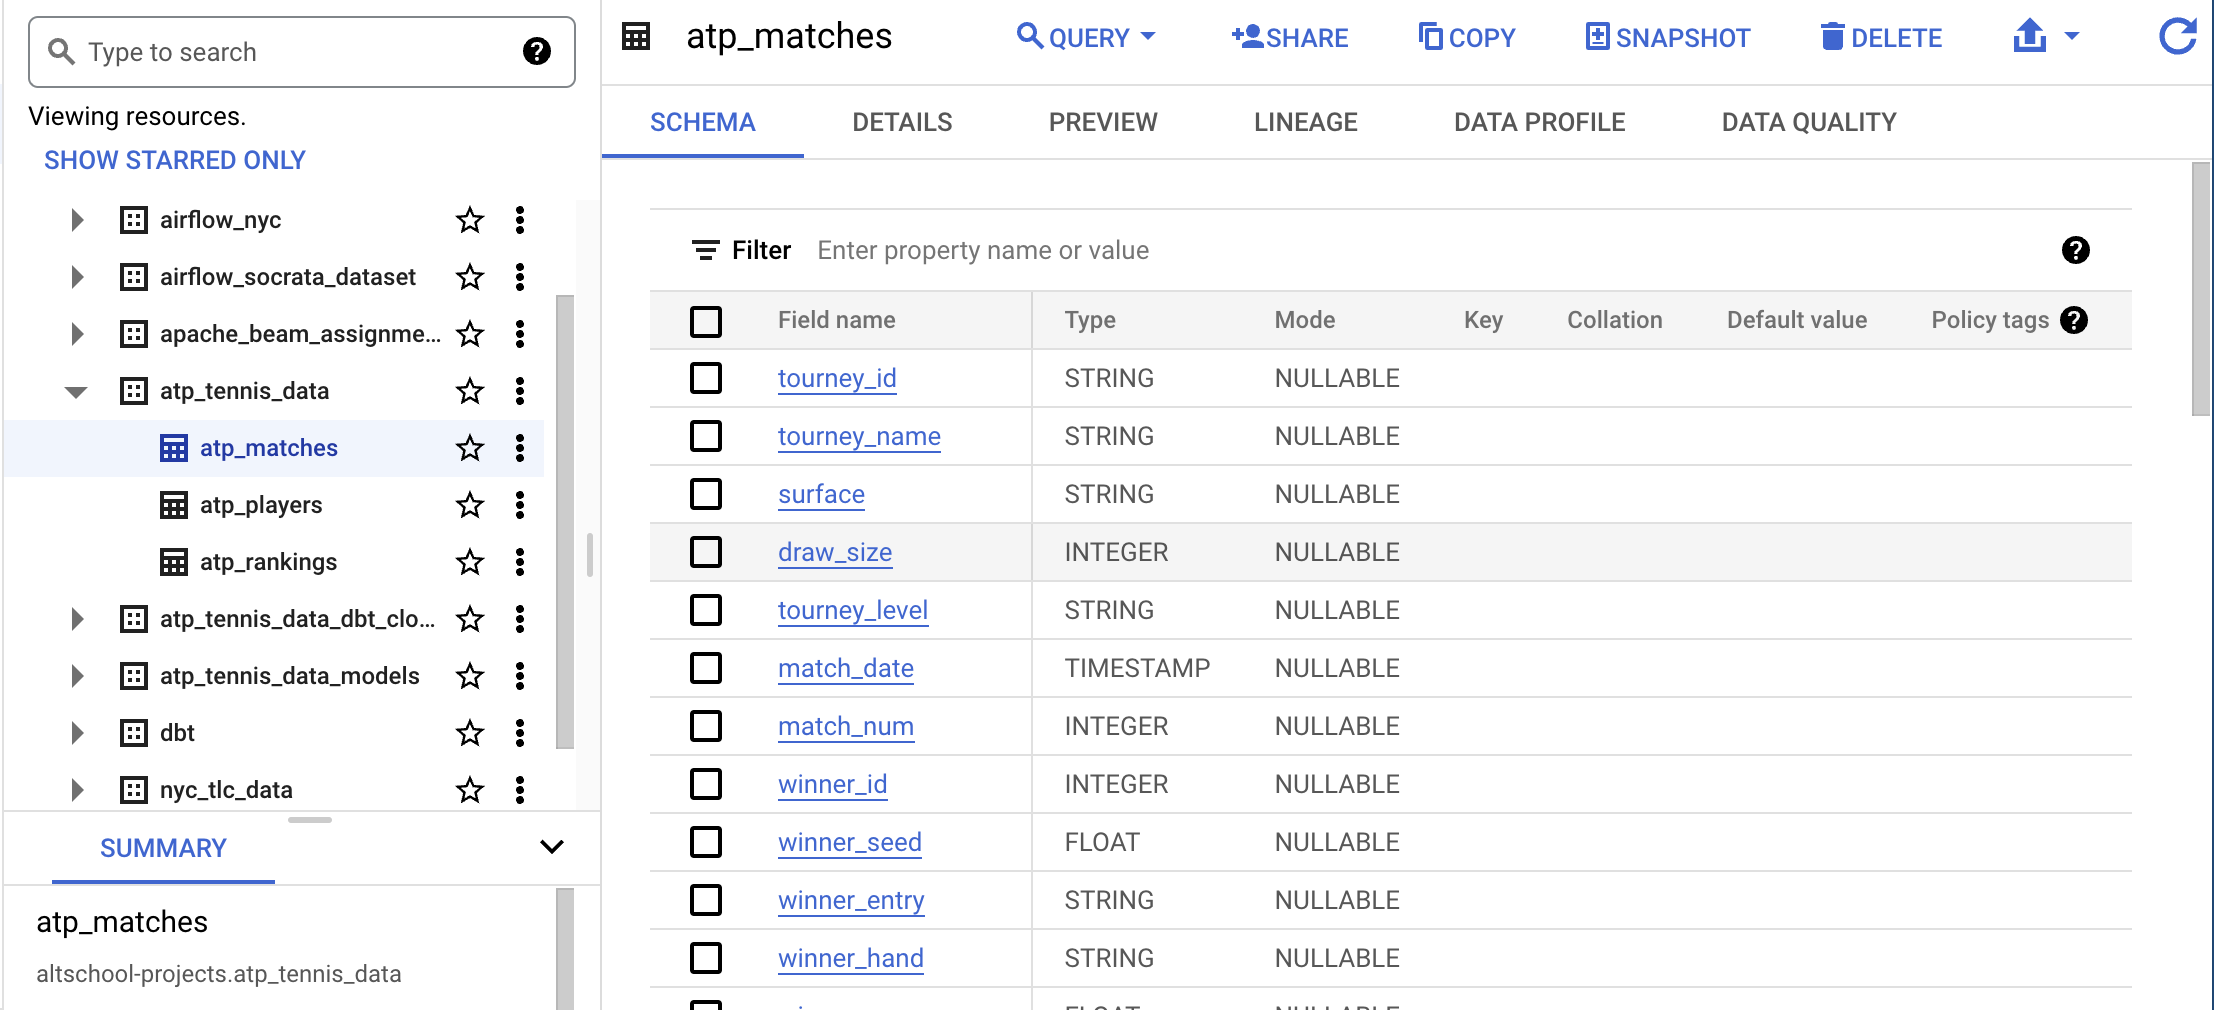 Type to search
Viewing resources.
SHOW STARRED ONLY
airflow_nyc
airflow_socrata_dataset
apache_beam_assignme...
atp_tennis_data
atp_matches
atp_players
atp_rankings
atp_tennis_data_dbt_clo...
atp_tennis_data_models
dbt
nyc_tlc_data
SUMMARY
atp_matches
altschool-projects.atp_tennis_data
atp_matches QUERY SHARE COPY SNAPSHOT DELETE
SCHEMA DETAILS PREVIEW LINEAGE DATA PROFILE DATA QUALITY
Filter Enter property name or value
Field name Type Mode Key Collation Default value Policy tags
tourney_id STRING NULLABLE
tourney_name STRING NULLABLE
surface STRING NULLABLE
draw_size INTEGER NULLABLE
tourney_level STRING NULLABLE
match_date TIMESTAMP NULLABLE
match_num INTEGER NULLABLE
winner_id INTEGER NULLABLE
winner_seed FLOAT NULLABLE
winner_entry STRING NULLABLE
winner_hand STRING NULLABLE
FLOAT NULLABLE